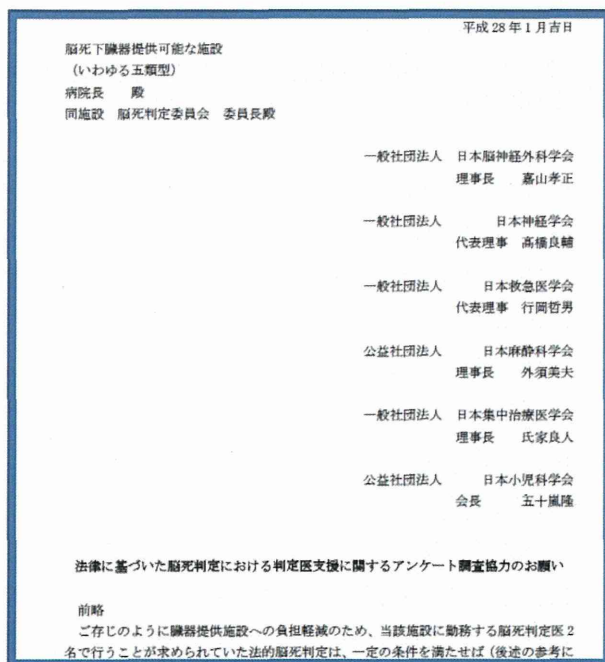 平成28年1月吉日
脳死下臓器提供可能な施設
（いわゆる五類型）
病院長　殿
同施設　脳死判定委員会　委員長殿
一般社団法人　日本脳神経外科学会
理事長　嘉山孝正
一般社団法人　日本神経学会
代表理事　高橋良輔
一般社団法人　日本救急医学会
代表理事　行岡哲男
公益社団法人　日本麻酔科学会
理事長　外須美夫
一般社団法人　日本集中治療医学会
理事長　氏家良人
公益社団法人　日本小児科学会
会長　五十嵐隆
法律に基づいた脳死判定における判定医支援に関するアンケート調査協力のお願い
前略
ご存じのように臓器提供施設への負担軽減のため、当該施設に勤務する脳死判定医2
名で行うことが求められていた法的脳死判定は、一定の条件を満たせば（後述の参考に